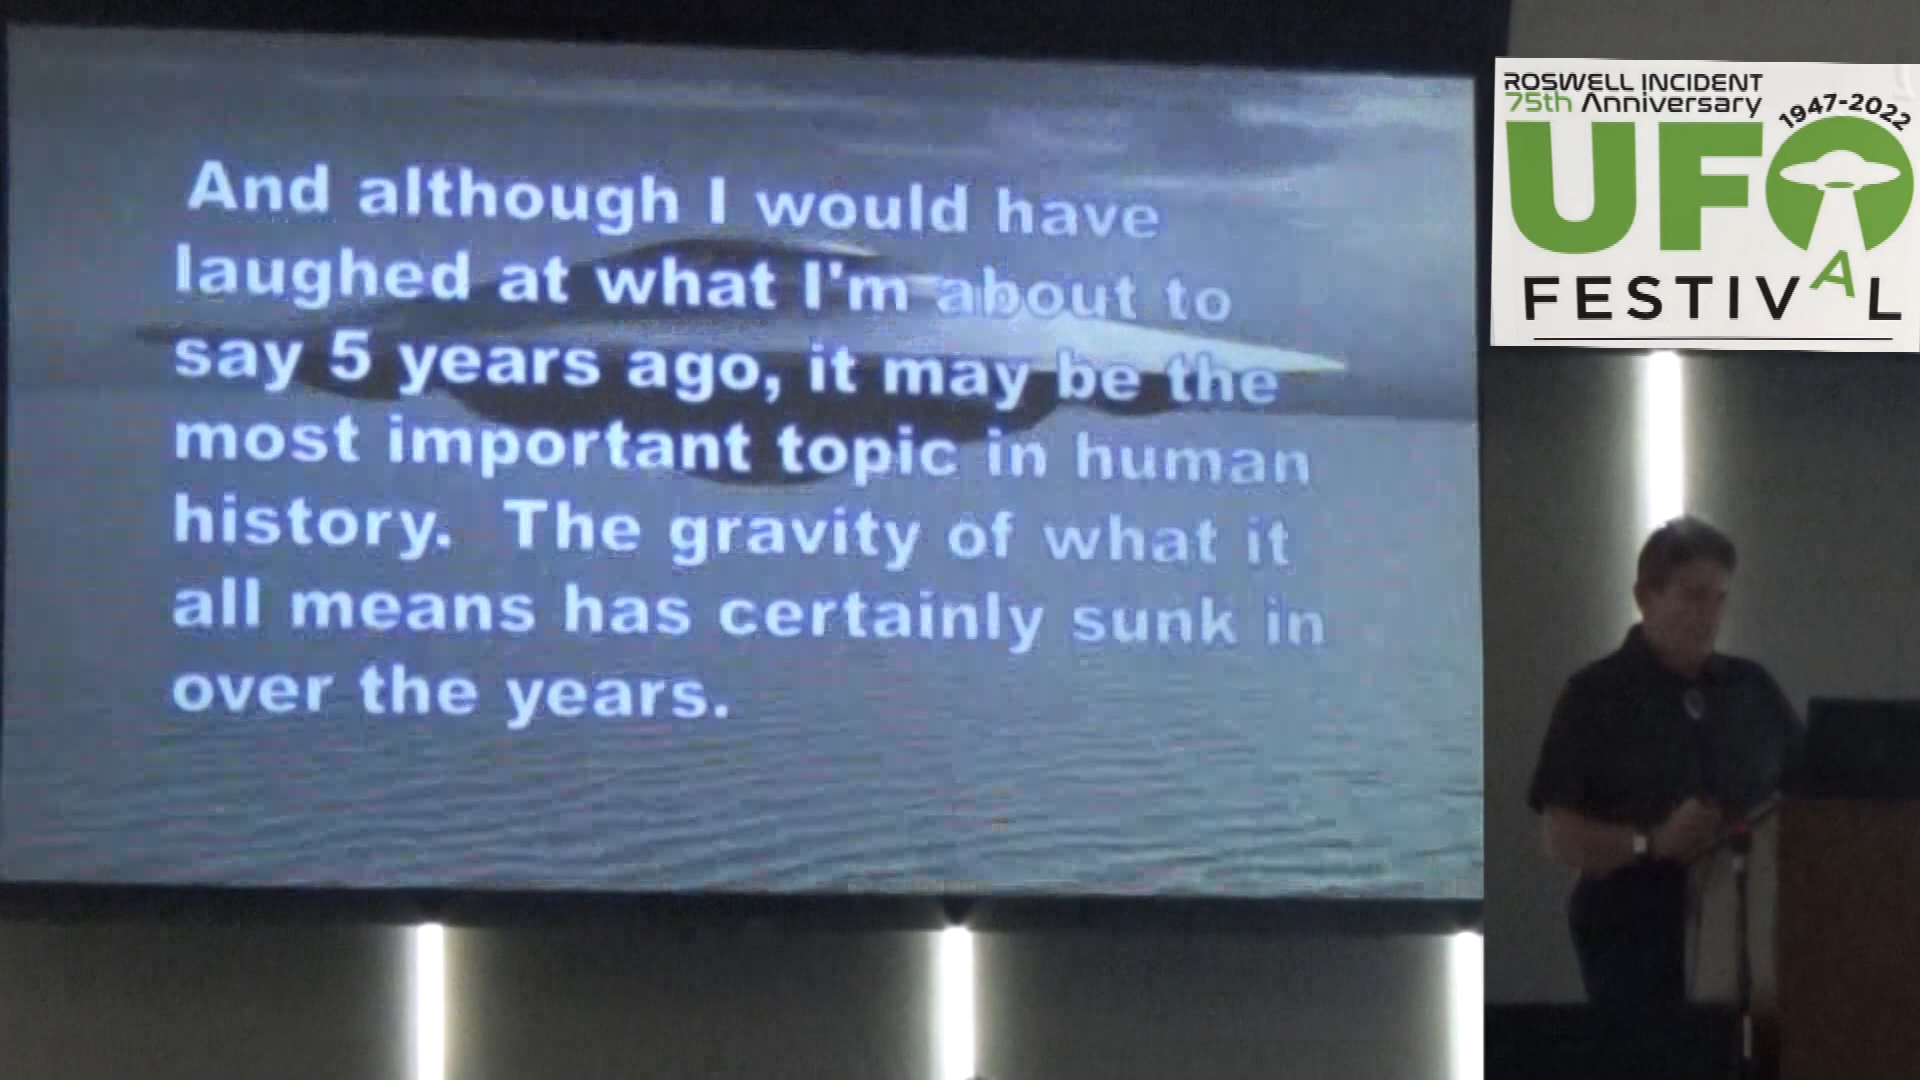 And although I would have
laughed at what I'm about to
say 5 years ago, it may be the
most important topic in human
history.  The gravity of what it
all means has certainly sunk in
over the years.
ROSWELL INCIDENT
75th Anniversary
1947-2022
UFO
FESTIVAL